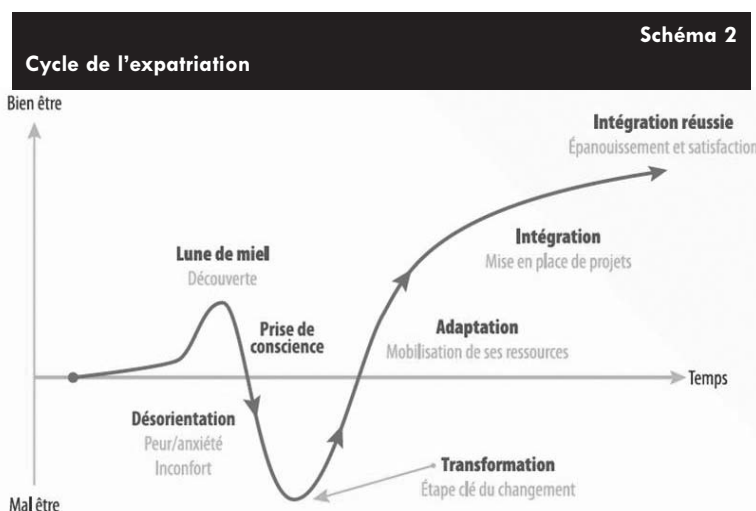 Schéma 2
Cycle de l'expatriation
Bien être
Intégration réussie
Épanouissement et satisfaction
Lune de miel
Découverte
Intégration
Mise en place de projets
Prise de
conscience
Adaptation
Mobilisation de ses ressources
Temps
Désorientation
Peur/anxiété
Inconfort
Transformation
Étape clé du changement
Mal être